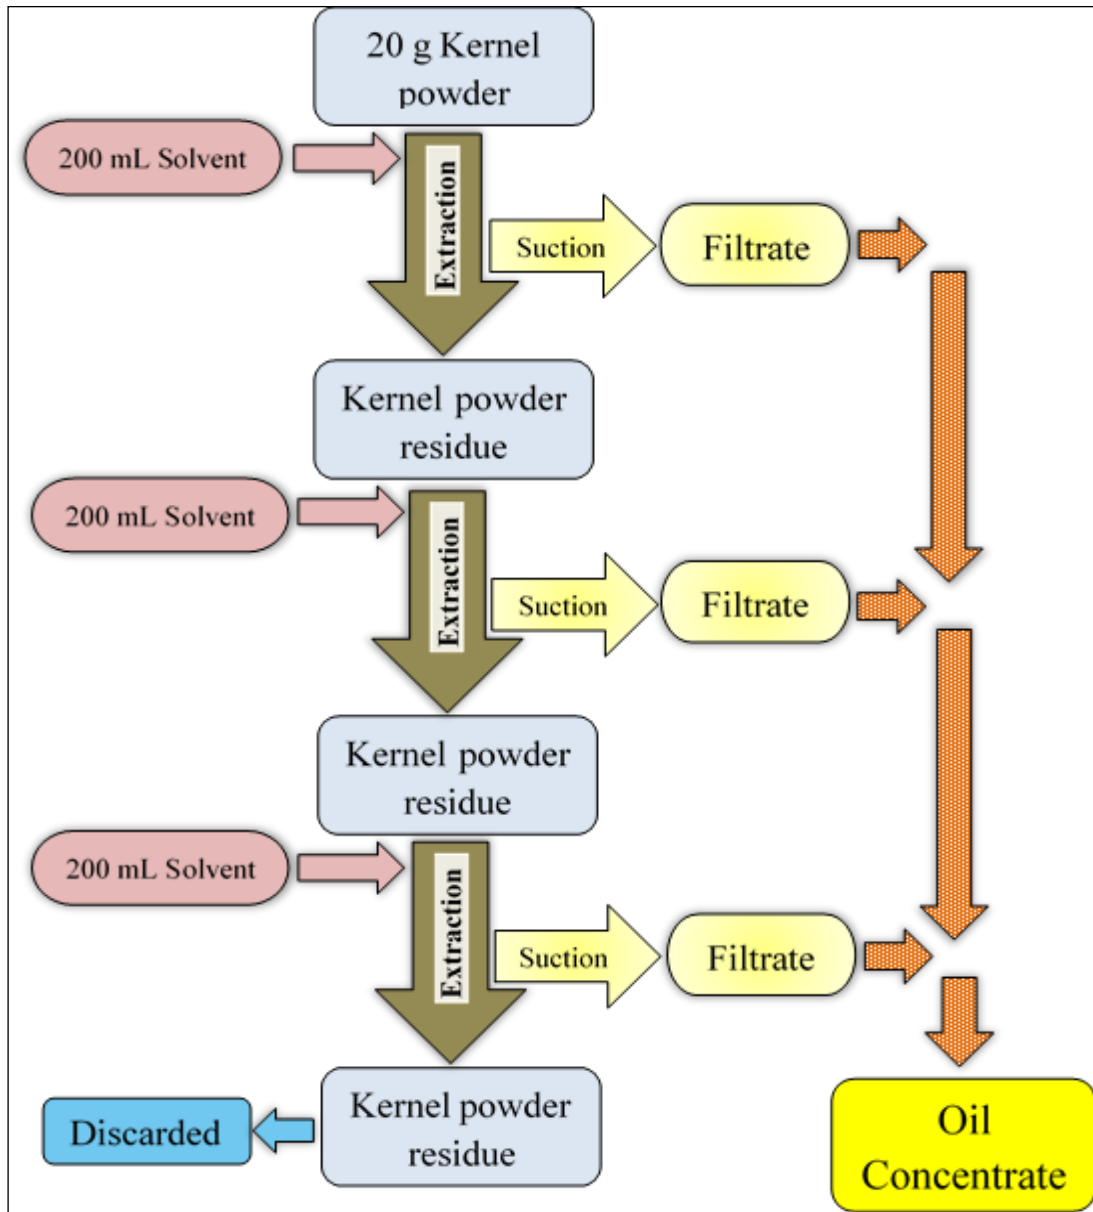 20 g Kernel
powder
200 mL Solvent
Extraction
Suction
Filtrate
Kernel powder
residue
200 mL Solvent
Extraction
Suction
Filtrate
Kernel powder
residue
200 mL Solvent
Extraction
Suction
Filtrate
Kernel powder
residue
Discarded
Oil
Concentrate